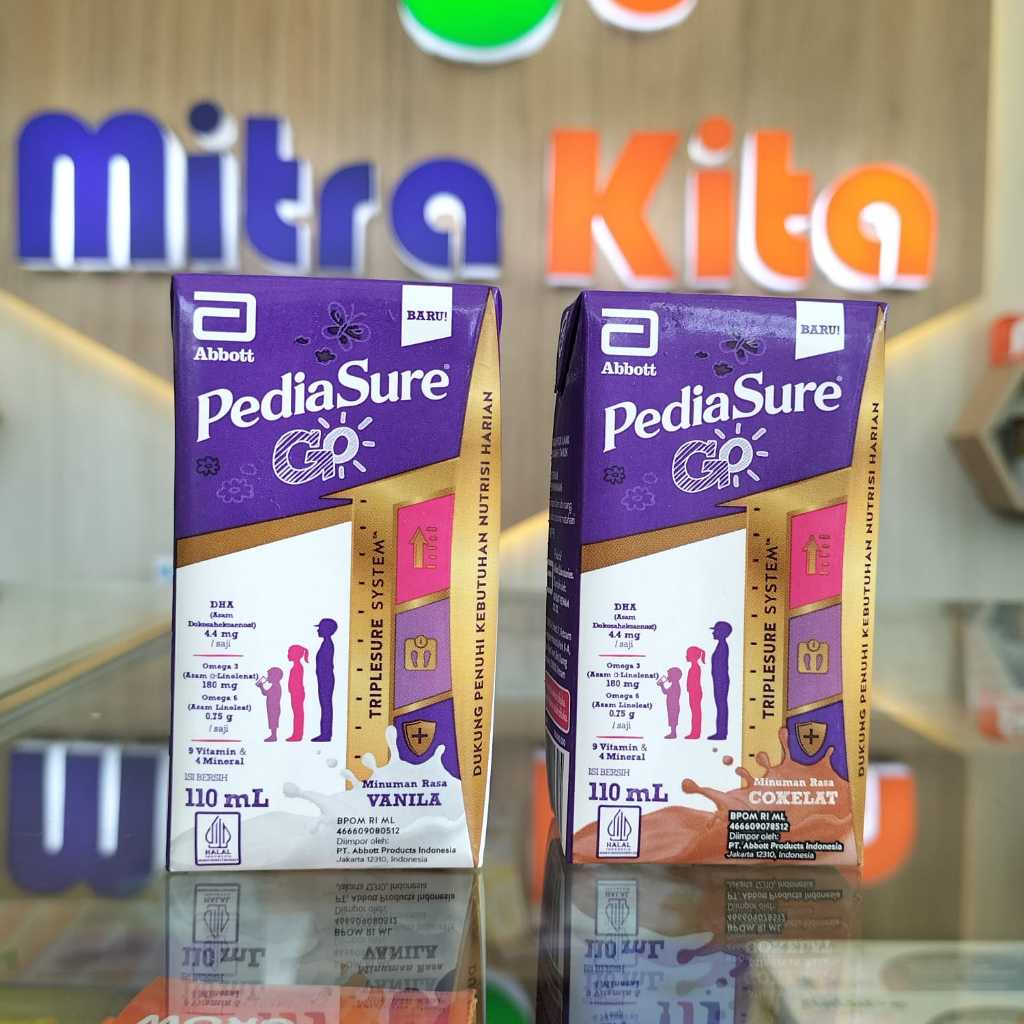 Mitra Kita
Abbott
BARU!
PediaSure®
Go
DHA
(Asam
Dokosaheksaenoat)
4.4 mg
/ saji
Omega 3
(Asam α-Linolenat)
180 mg
Omega 6
(Asam Linoleat)
0.75 g
/ saji
9 Vitamin &
4 Mineral
ISI BERSIH
110 mL
HALAL
INDONESIA
TRIPLESURE SYSTEM™
DUKUNG PENUHI KEBUTUHAN NUTRISI HARIAN
Minuman Rasa
VANILA
BPOM RI ML
466609080512
Diimpor oleh:
PT. Abbott Products Indonesia
Jakarta 12310, Indonesia
Abbott
BARU!
PediaSure®
Go
DHA
(Asam
Dokosaheksaenoat)
4.4 mg
/ saji
Omega 3
(Asam α-Linolenat)
180 mg
Omega 6
(Asam Linoleat)
0.75 g
/ saji
9 Vitamin &
4 Mineral
ISI BERSIH
110 mL
HALAL
INDONESIA
TRIPLESURE SYSTEM™
DUKUNG PENUHI KEBUTUHAN NUTRISI HARIAN
Minuman Rasa
COKELAT
BPOM RI ML
466609078512
Diimpor oleh:
PT. Abbott Products Indonesia
Jakarta 12310, Indonesia